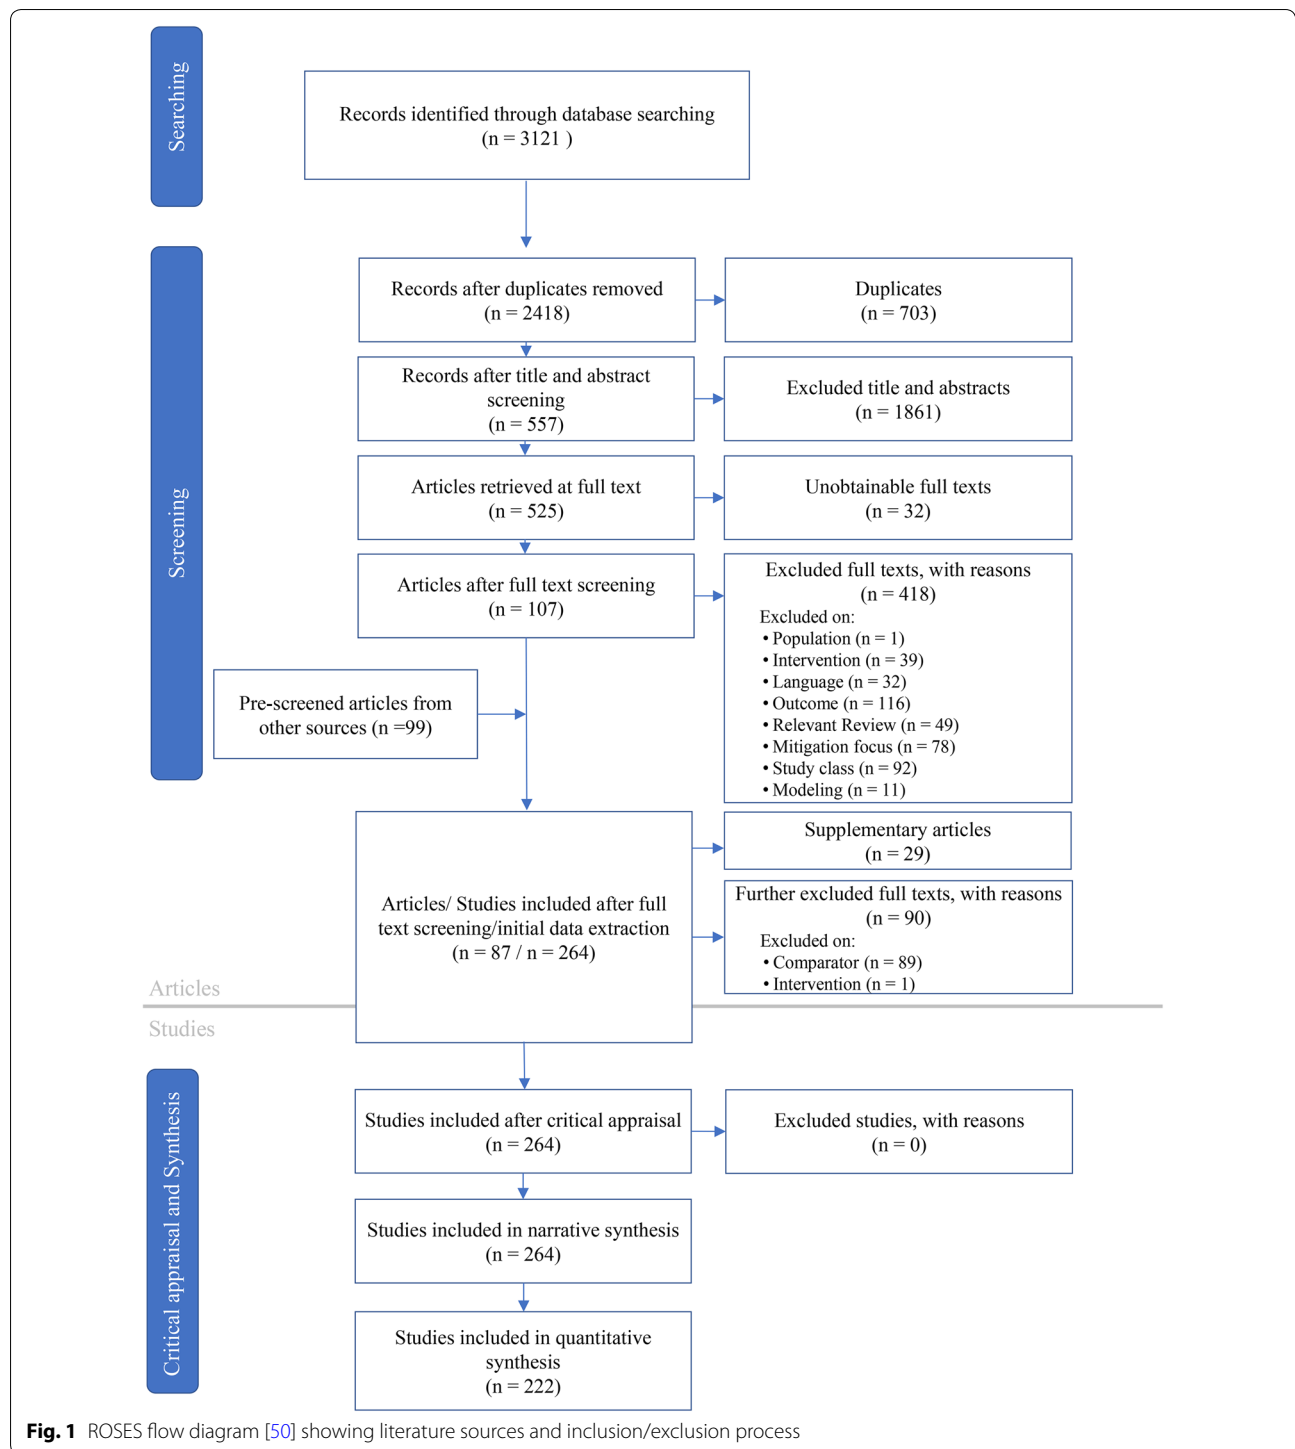 Searching
Records identified through database searching
(n = 3121 )
Screening
Records after duplicates removed
(n = 2418)
Duplicates
(n = 703)
Records after title and abstract
screening
(n = 557)
Excluded title and abstracts
(n = 1861)
Articles retrieved at full text
(n = 525)
Unobtainable full texts
(n = 32)
Articles after full text screening
(n = 107)
Excluded full texts, with reasons
(n = 418)
Excluded on:
• Population (n = 1)
• Intervention (n = 39)
• Language (n = 32)
• Outcome (n = 116)
• Relevant Review (n = 49)
• Mitigation focus (n = 78)
• Study class (n = 92)
• Modeling (n = 11)
Pre-screened articles from
other sources (n =99)
Articles/ Studies included after full
text screening/initial data extraction
(n = 87 / n = 264)
Supplementary articles
(n = 29)
Further excluded full texts, with reasons
(n = 90)
Excluded on:
• Comparator (n = 89)
• Intervention (n = 1)
Articles
Studies
Critical appraisal and Synthesis
Studies included after critical appraisal
(n = 264)
Excluded studies, with reasons
(n = 0)
Studies included in narrative synthesis
(n = 264)
Studies included in quantitative
synthesis
(n = 222)
Fig. 1 ROSES flow diagram [50] showing literature sources and inclusion/exclusion process